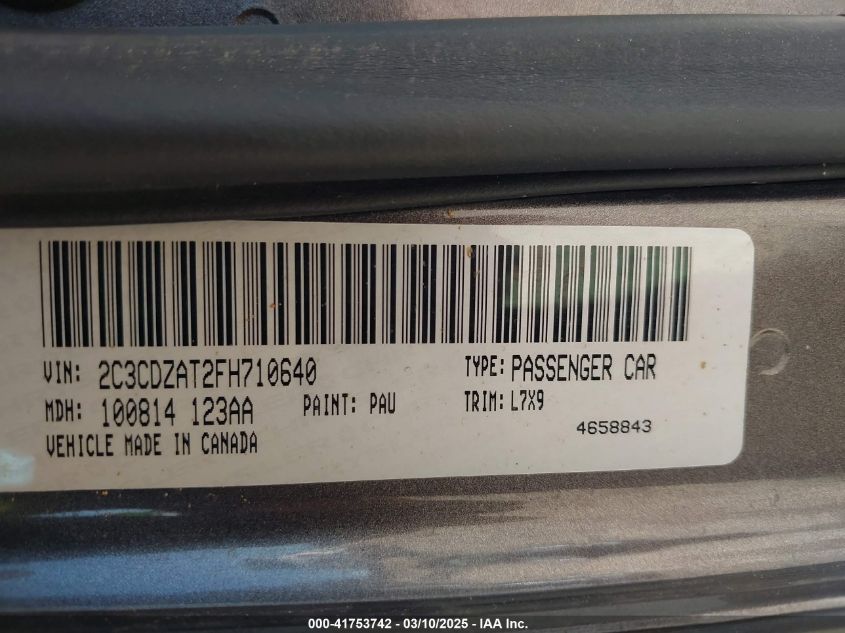 VIN: 2C3CDZAT2FH710640 TYPE: PASSENGER CAR
MDH: 100814 123AA PAINT: PAU TRIM: L7X9
VEHICLE MADE IN CANADA 4658843
000-41753742 - 03/10/2025 - IAA Inc.